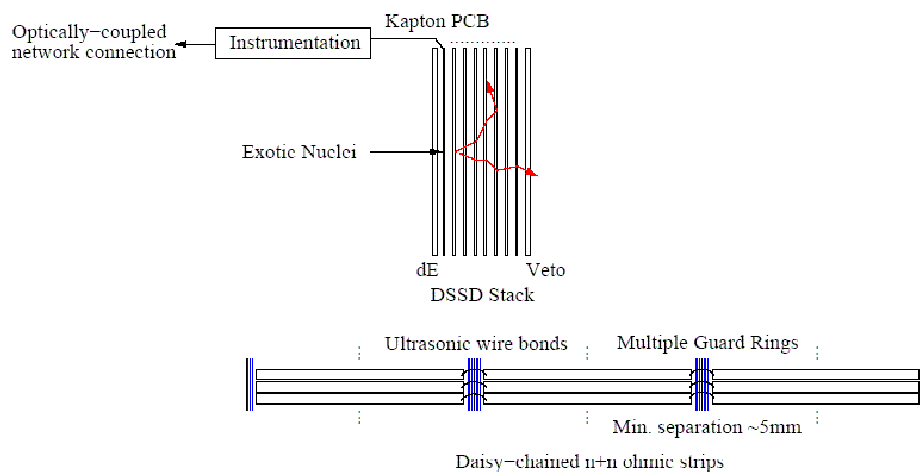 Kapton PCB
Optically−coupled
network connection
Instrumentation
Exotic Nuclei
dE
Veto
DSSD Stack
Ultrasonic wire bonds
Multiple Guard Rings
Min. separation ~5mm
Daisy−chained n+n ohmic strips